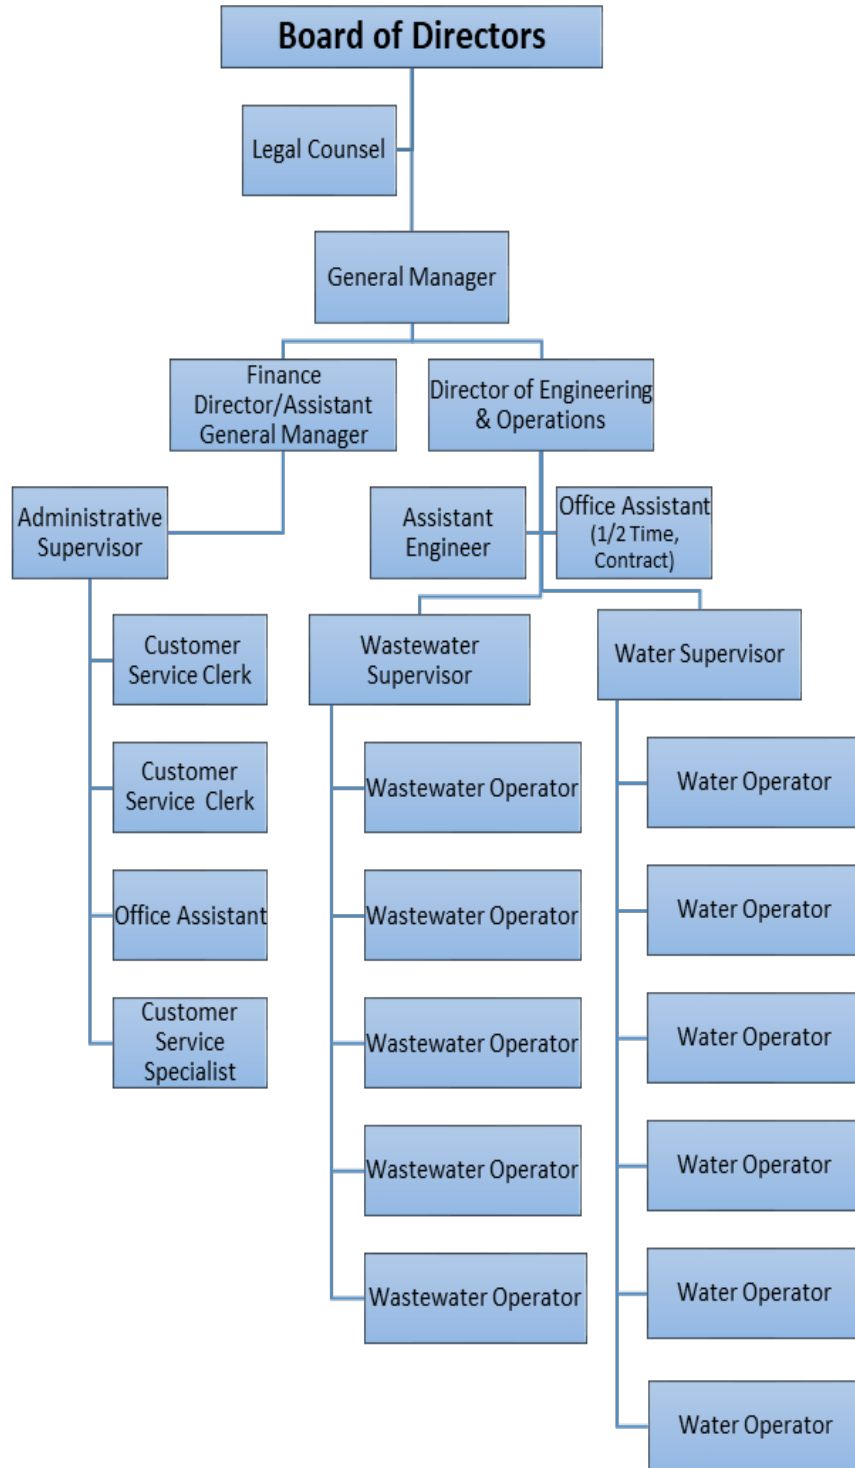 Board of Directors
Legal Counsel
General Manager
Finance
Director/Assistant
General Manager
Director of Engineering
& Operations
Administrative
Supervisor
Assistant
Engineer
Office Assistant
(1/2 Time,
Contract)
Customer
Service Clerk
Customer
Service  Clerk
Office Assistant
Customer
Service
Specialist
Wastewater
Supervisor
Wastewater Operator
Wastewater Operator
Wastewater Operator
Wastewater Operator
Wastewater Operator
Water Supervisor
Water Operator
Water Operator
Water Operator
Water Operator
Water Operator
Water Operator